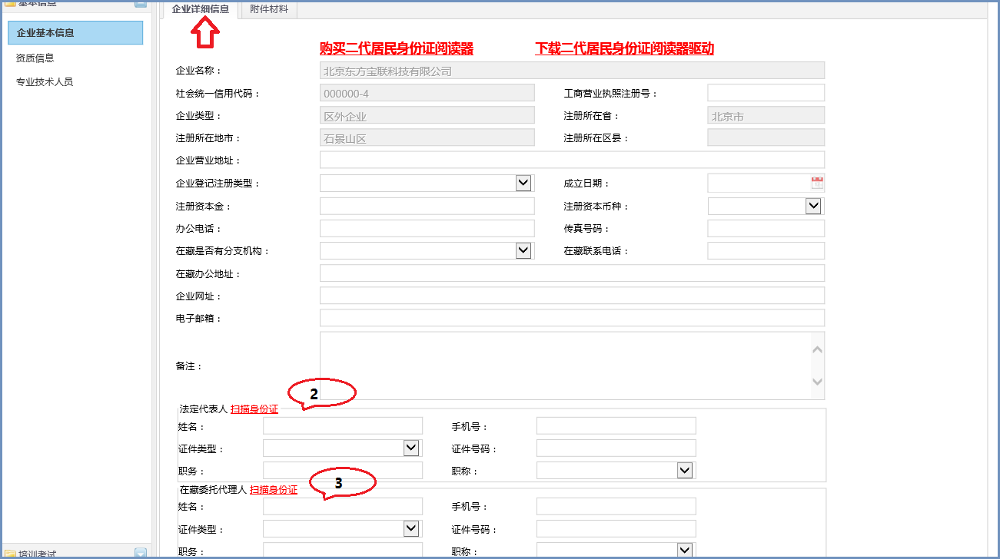 基本信息
企业基本信息
资质信息
专业技术人员
培训考试
企业详细信息 附件材料
购买二代居民身份证阅读器 下载二代居民身份证阅读器驱动
企业名称： 北京东方宝联科技有限公司
社会统一信用代码： 000000-4 工商营业执照注册号：
企业类型： 区外企业 注册所在省： 北京市
注册所在地市： 石景山区 注册所在区县：
企业营业地址：
企业登记注册类型： 成立日期：
注册资本金： 注册资本币种：
办公电话： 传真号码：
在藏是否有分支机构： 在藏联系电话：
在藏办公地址：
企业网址：
电子邮箱：
备注：
2
法定代表人 扫描身份证
姓名： 手机号：
证件类型： 证件号码：
职务： 职称：
3
在藏委托代理人 扫描身份证
姓名： 手机号：
证件类型： 证件号码：
职务： 职称：